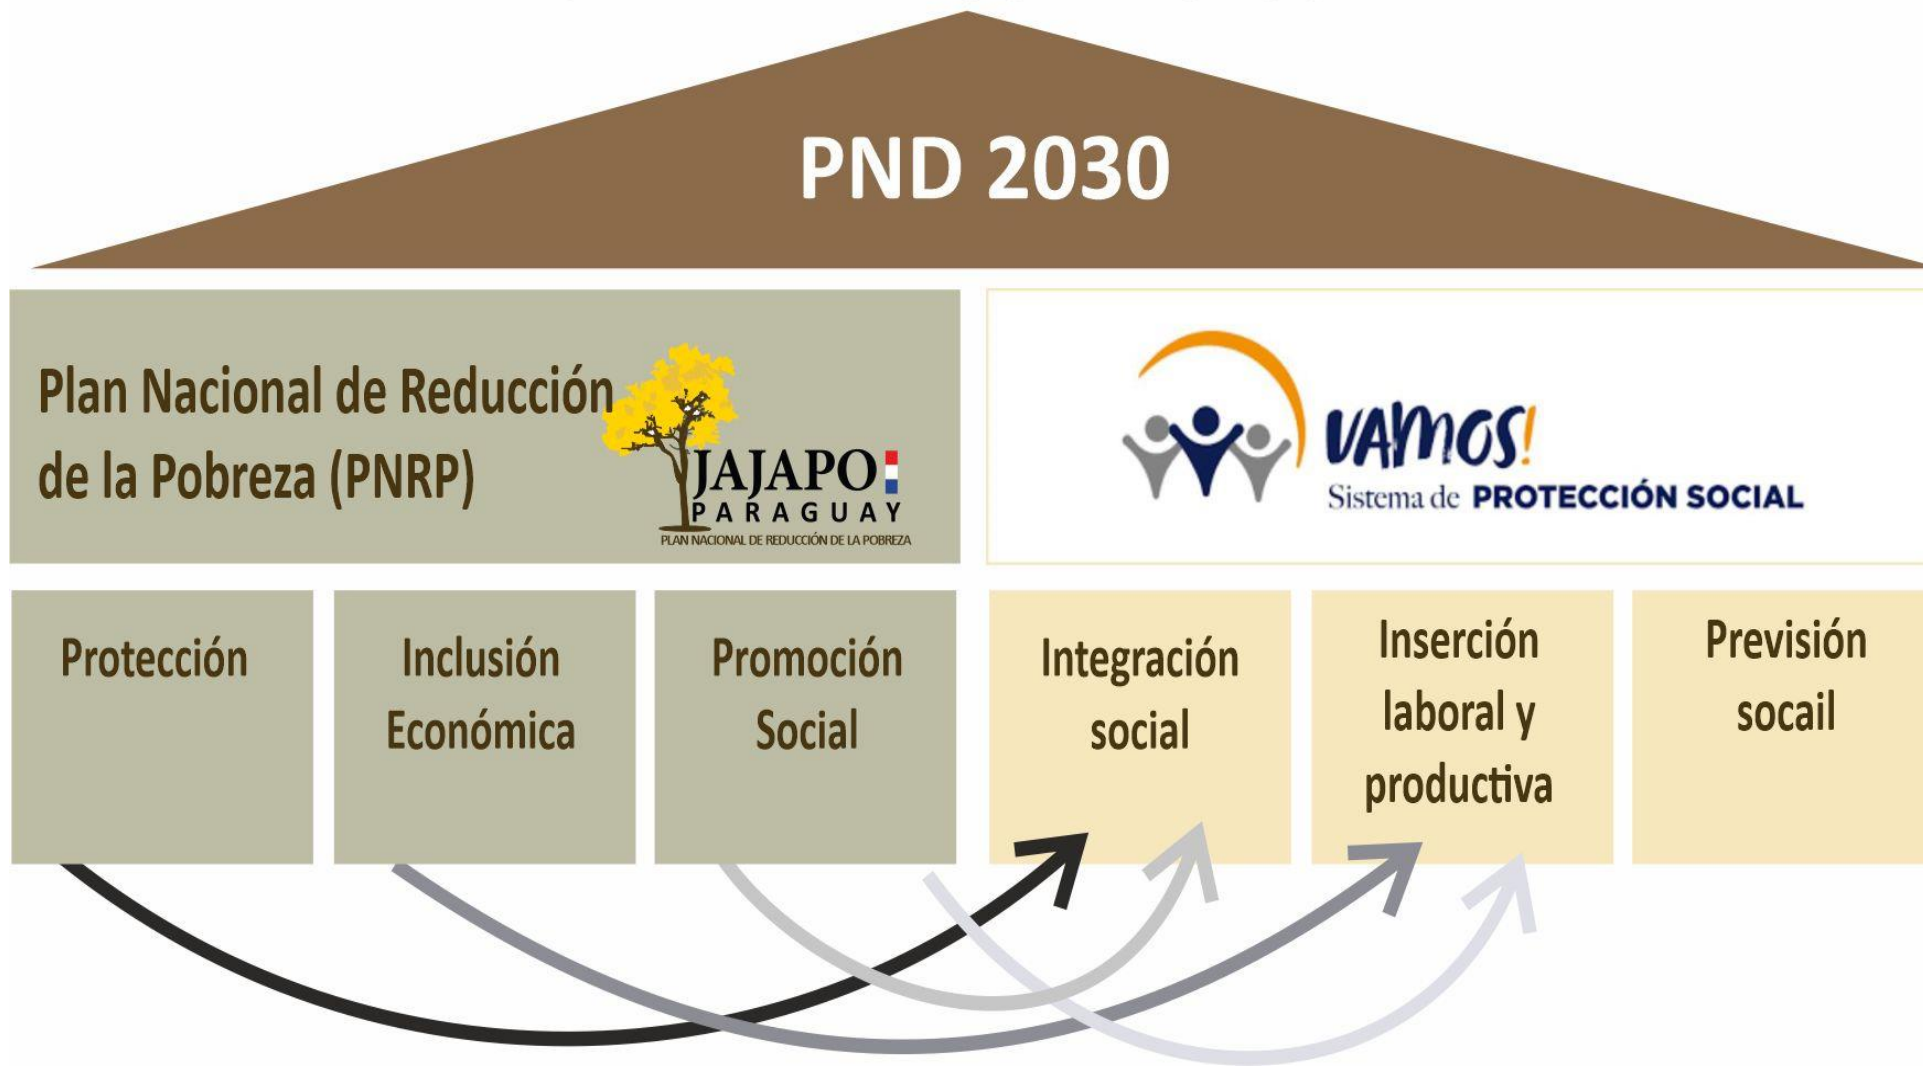 PND 2030
Plan Nacional de Reducción
de la Pobreza (PNRP)
JAJAPO
PARAGUAY
PLAN NACIONAL DE REDUCCIÓN DE LA POBREZA
VAMOS!
Sistema de PROTECCIÓN SOCIAL
Protección
Inclusión
Económica
Promoción
Social
Integración
social
Inserción
laboral y
productiva
Previsión
socail